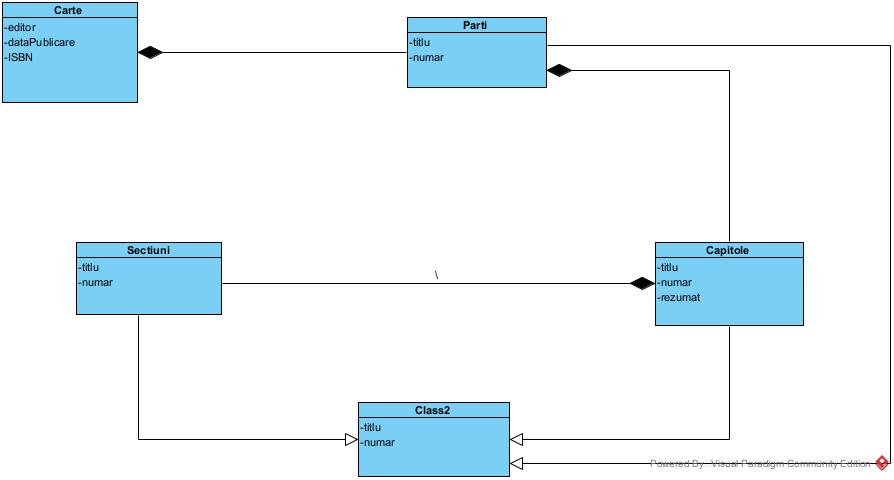 Carte
-editor
-dataPublicare
-ISBN
Parti
-titlu
-numar
Sectiuni
-titlu
-numar
\
Capitole
-titlu
-numar
-rezumat
Class2
-titlu
-numar
Powered By Visual Paradigm Community Edition